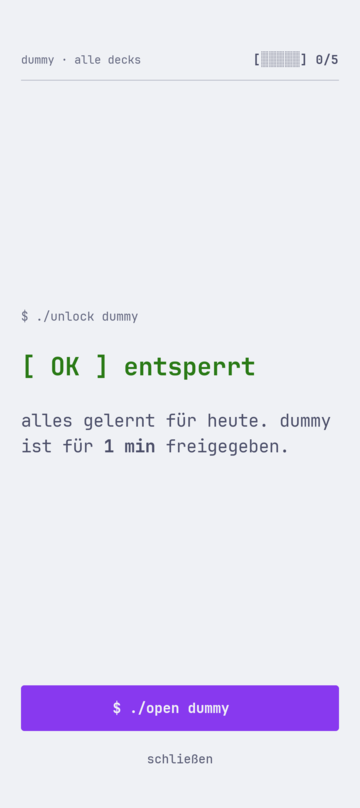 dummy · alle decks
[░░░░░] 0/5
$ ./unlock dummy
[ OK ] entsperrt
alles gelernt für heute. dummy
ist für 1 min freigegeben.
$ ./open dummy
schließen